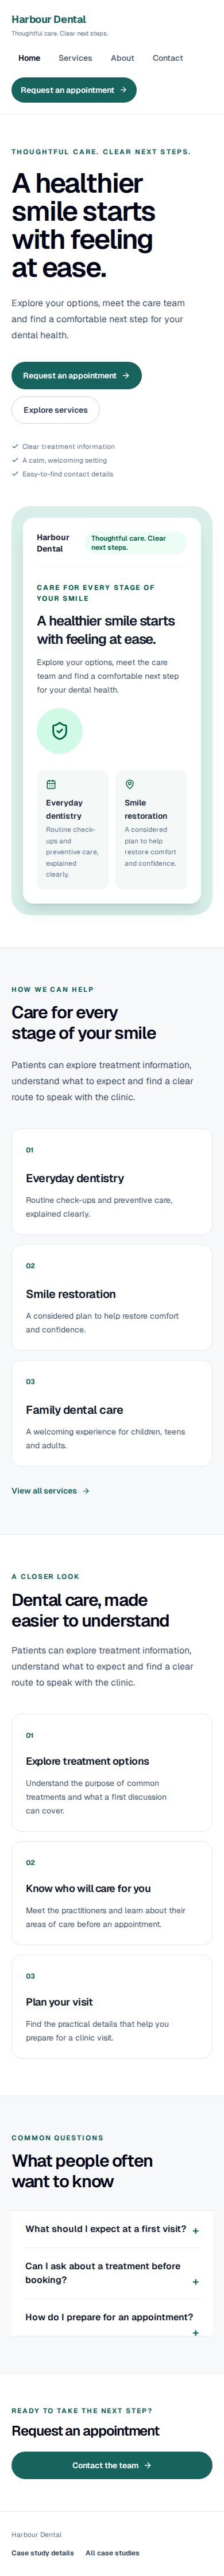 Harbour Dental
Thoughtful care. Clear next steps.
Home Services About Contact
Request an appointment →
THOUGHTFUL CARE. CLEAR NEXT STEPS.
A healthier
smile starts
with feeling
at ease.
Explore your options, meet the care team
and find a comfortable next step for your
dental health.
Request an appointment →
Explore services
Clear treatment information
A calm, welcoming setting
Easy-to-find contact details
Harbour
Dental
Thoughtful care. Clear
next steps.
CARE FOR EVERY STAGE OF
YOUR SMILE
A healthier smile starts
with feeling at ease.
Explore your options, meet the care
team and find a comfortable next step
for your dental health.
Everyday
dentistry
Routine check-
ups and
preventive care,
explained
clearly.
Smile
restoration
A considered
plan to help
restore comfort
and confidence.
HOW WE CAN HELP
Care for every
stage of your smile
Patients can explore treatment information,
understand what to expect and find a clear
route to speak with the clinic.
01
Everyday dentistry
Routine check-ups and preventive care,
explained clearly.
02
Smile restoration
A considered plan to help restore comfort
and confidence.
03
Family dental care
A welcoming experience for children, teens
and adults.
View all services →
A CLOSER LOOK
Dental care, made
easier to understand
Patients can explore treatment information,
understand what to expect and find a clear
route to speak with the clinic.
01
Explore treatment options
Understand the purpose of common
treatments and what a first discussion
can cover.
02
Know who will care for you
Meet the practitioners and learn about their
areas of care before an appointment.
03
Plan your visit
Find the practical details that help you
prepare for a clinic visit.
COMMON QUESTIONS
What people often
want to know
What should I expect at a first visit? +
Can I ask about a treatment before
booking? +
How do I prepare for an appointment?
+
READY TO TAKE THE NEXT STEP?
Request an appointment
Contact the team →
Harbour Dental
Case study details All case studies